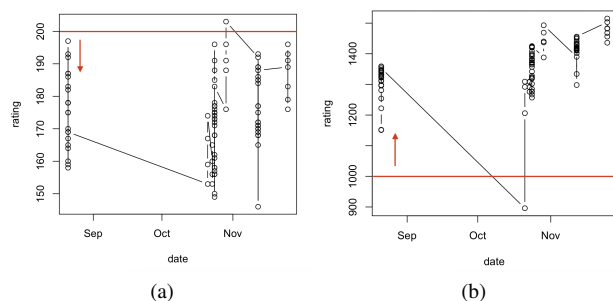 200
190
180
170
160
150
rating
Sep
Oct
Nov
date
(a)
1400
1200
1000
900
rating
Sep
Oct
Nov
date
(b)